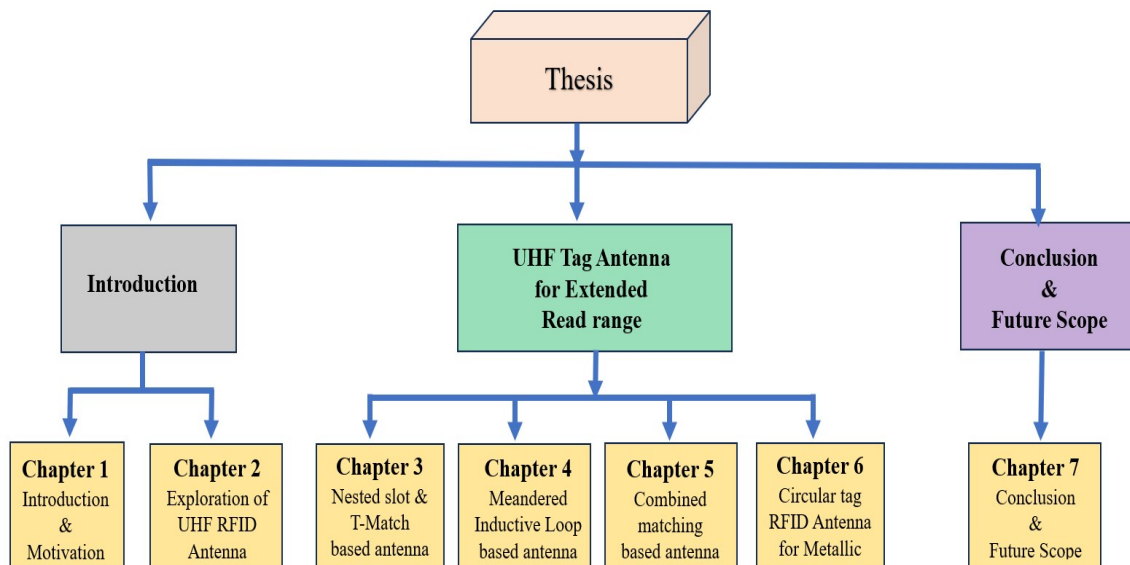 Thesis
Introduction
UHF Tag Antenna
for Extended
Read range
Conclusion
&
Future Scope
Chapter 1
Introduction
&
Motivation
Chapter 2
Exploration of
UHF RFID
Antenna
Chapter 3
Nested slot &
T-Match
based antenna
Chapter 4
Meandered
Inductive Loop
based antenna
Chapter 5
Combined
matching
based antenna
Chapter 6
Circular tag
RFID Antenna
for Metallic
Chapter 7
Conclusion
&
Future Scope